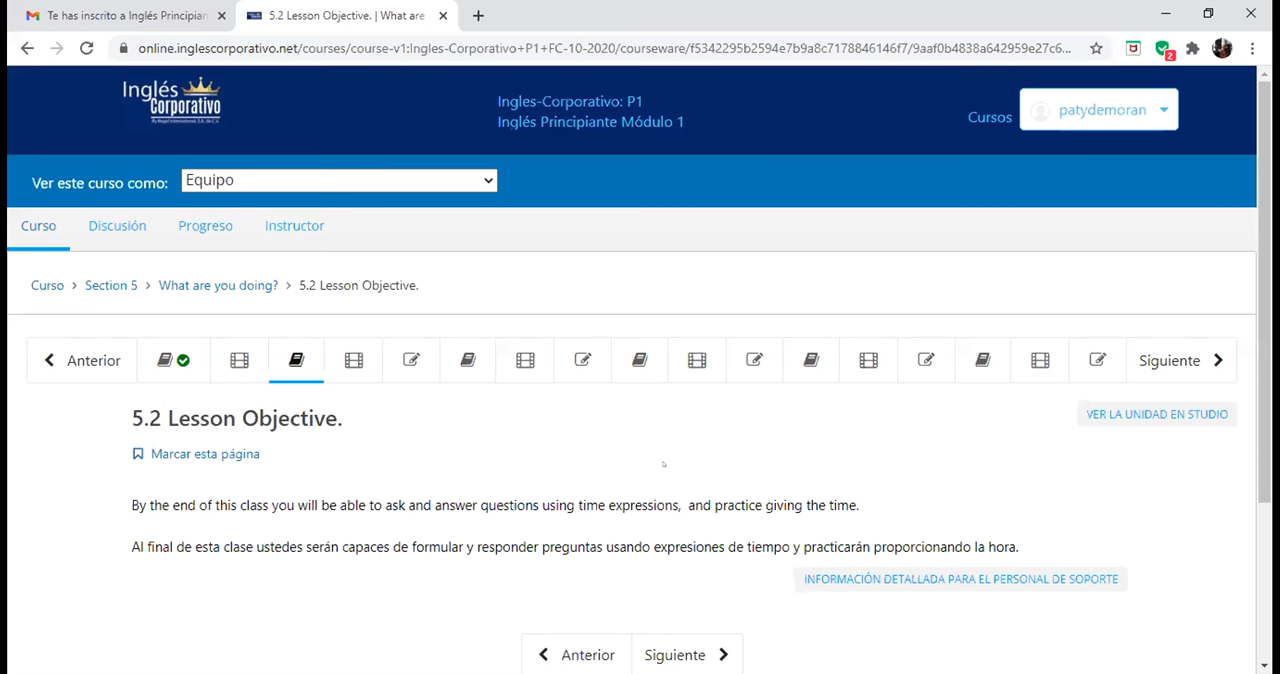 Te has inscrito a Inglés Principian
5.2 Lesson Objective. | What are
online.inglescorporativo.net/courses/course-v1:Ingles-Corporativo+P1+FC-10-2020/courseware/f5342295b2594e7b9a8c7178846146f7/9aaf0b4838a642959e27c6...
2
Inglés
Corporativo
Ingles-Corporativo: P1
Inglés Principiante Módulo 1
Cursos
patydemoran
Ver este curso como:
Equipo
Curso
Discusión
Progreso
Instructor
Curso > Section 5 > What are you doing? > 5.2 Lesson Objective.
Anterior
Siguiente
5.2 Lesson Objective.
VER LA UNIDAD EN STUDIO
Marcar esta página
By the end of this class you will be able to ask and answer questions using time expressions, and practice giving the time.
Al final de esta clase ustedes serán capaces de formular y responder preguntas usando expresiones de tiempo y practicarán proporcionando la hora.
INFORMACIÓN DETALLADA PARA EL PERSONAL DE SOPORTE
Anterior
Siguiente